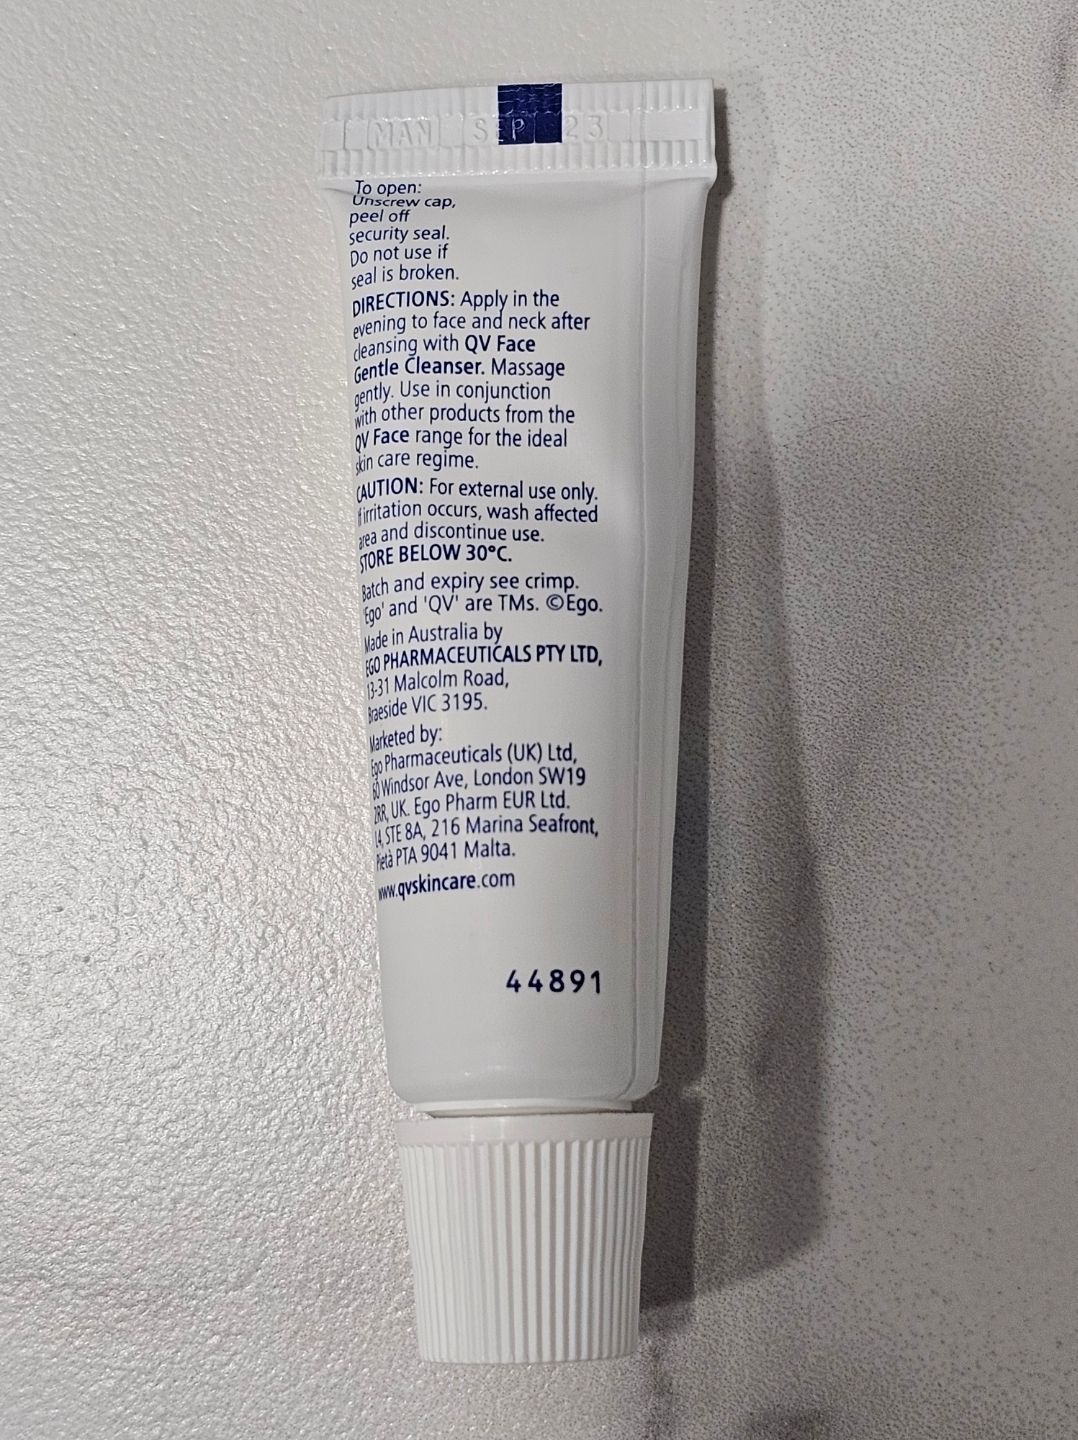 MAN SEP 23
To open:
Unscrew cap,
peel off
security seal.
Do not use if
seal is broken.
DIRECTIONS: Apply in the
evening to face and neck after
cleansing with QV Face
Gentle Cleanser. Massage
gently. Use in conjunction
with other products from the
QV Face range for the ideal
skin care regime.
CAUTION: For external use only.
If irritation occurs, wash affected
area and discontinue use.
STORE BELOW 30°C.
Batch and expiry see crimp.
'Ego' and 'QV' are TMs. ©Ego.
Made in Australia by
EGO PHARMACEUTICALS PTY LTD,
13-31 Malcolm Road,
Braeside VIC 3195.
Marketed by:
Ego Pharmaceuticals (UK) Ltd,
60 Windsor Ave, London SW19
2RR, UK. Ego Pharm EUR Ltd.
L4, STE 8A, 216 Marina Seafront,
Pietà PTA 9041 Malta.
www.qvskincare.com
44891